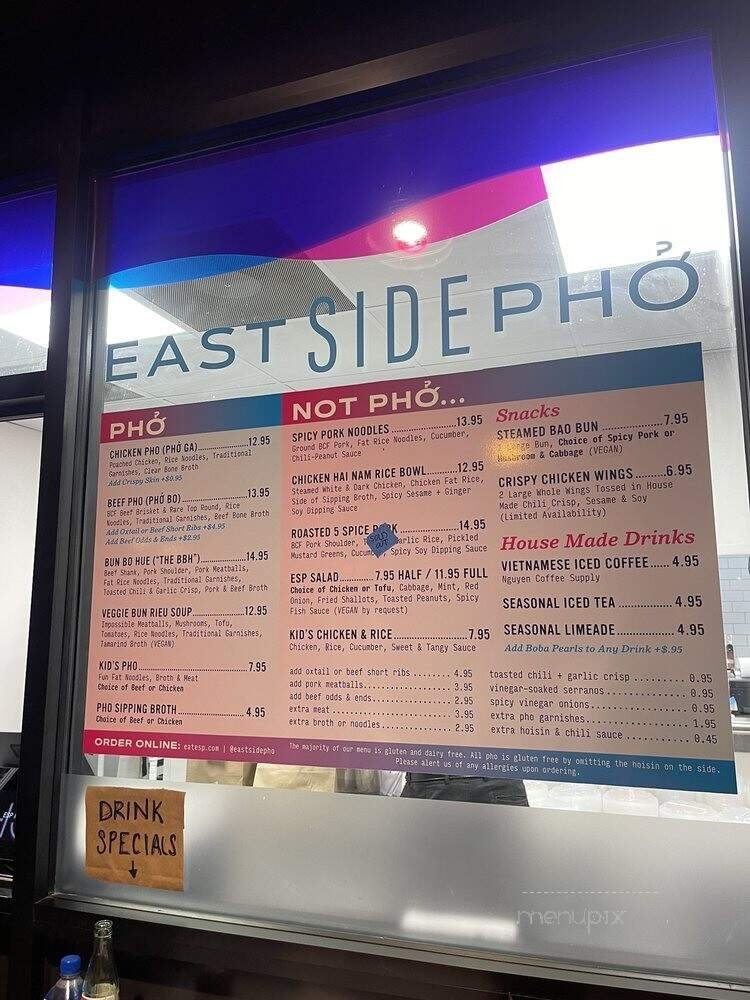 EAST SIDE PHỞ
PHỞ
CHICKEN PHO (PHỞ GA)..............12.95
Poached Chicken, Rice Noodles, Traditional
Garnishes, Clear Bone Broth
Add Crispy Skin +$0.95
BEEF PHO (PHỞ BO)..............13.95
BCF Beef Brisket & Rare Top Round, Rice
Noodles, Traditional Garnishes, Beef Bone Broth
Add Oxtail or Beef Short Ribs +$4.95
Add Beef Odds & Ends +$2.95
BUN BO HUE ("THE BBH")..............14.95
Beef Shank, Pork Shoulder, Pork Meatballs,
Fat Rice Noodles, Traditional Garnishes,
Toasted Chili & Garlic Crisp, Pork & Beef Broth
VEGGIE BUN RIEU SOUP..............12.95
Impossible Meatballs, Mushrooms, Tofu,
Tomatoes, Rice Noodles, Traditional Garnishes,
Tamarind Broth (VEGAN)
KID'S PHO..............7.95
Fun Fat Noodles, Broth & Meat
Choice of Beef or Chicken
PHO SIPPING BROTH..............4.95
Choice of Beef or Chicken
NOT PHỞ...
SPICY PORK NOODLES..............13.95
Ground BCF Pork, Fat Rice Noodles, Cucumber,
Chili-Peanut Sauce
CHICKEN HAI NAM RICE BOWL..............12.95
Steamed White & Dark Chicken, Chicken Fat Rice,
Side of Sipping Broth, Spicy Sesame + Ginger
Soy Dipping Sauce
ROASTED 5 SPICE PORK..............14.95
SOLD OUT
BCF Pork Shoulder, Garlic Rice, Pickled
Mustard Greens, Cucumber, Spicy Soy Dipping Sauce
ESP SALAD..............7.95 HALF / 11.95 FULL
Choice of Chicken or Tofu, Cabbage, Mint, Red
Onion, Fried Shallots, Toasted Peanuts, Spicy
Fish Sauce (VEGAN by request)
KID'S CHICKEN & RICE..............7.95
Chicken, Rice, Cucumber, Sweet & Tangy Sauce
add oxtail or beef short ribs .......... 4.95
add pork meatballs.......... 3.95
add beef odds & ends.......... 2.95
extra meat .......... 3.95
extra broth or noodles.......... 2.95
Snacks
STEAMED BAO BUN ..............7.95
2 Large Bun, Choice of Spicy Pork or
Mushroom & Cabbage (VEGAN)
CRISPY CHICKEN WINGS.........6.95
2 Large Whole Wings Tossed in House
Made Chili Crisp, Sesame & Soy
(Limited Availability)
House Made Drinks
VIETNAMESE ICED COFFEE..... 4.95
Nguyen Coffee Supply
SEASONAL ICED TEA .............. 4.95
SEASONAL LIMEADE.............. 4.95
Add Boba Pearls to Any Drink +$.95
toasted chili + garlic crisp .......... 0.95
vinegar-soaked serranos.......... 0.95
spicy vinegar onions.......... 0.95
extra pho garnishes.......... 1.95
extra hoisin & chili sauce .......... 0.45
ORDER ONLINE: eatesp.com | @eastsidepho
The majority of our menu is gluten and dairy free. All pho is gluten free by omitting the hoisin on the side.
Please alert us of any allergies upon ordering.
DRINK
SPECIALS
↓
menupix